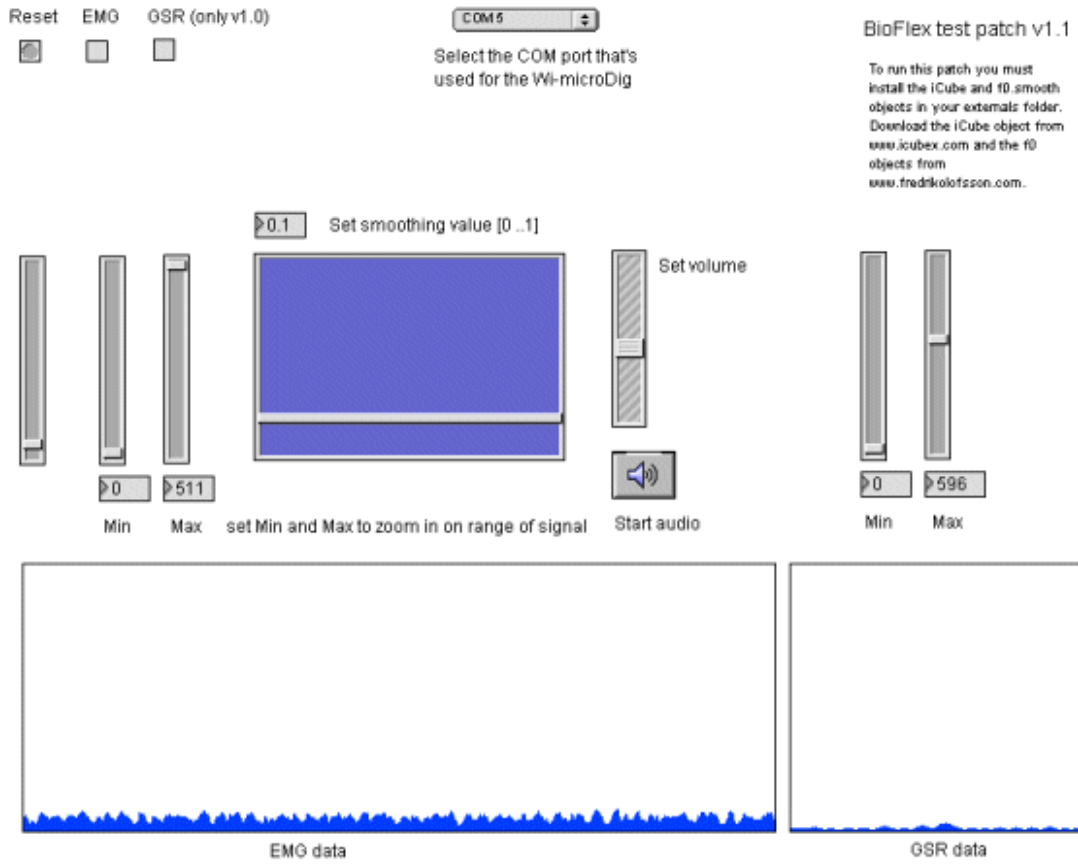 Reset EMG GSR (only v1.0)
COM5
Select the COM port that's
used for the Wi-microDig
BioFlex test patch v1.1
To run this patch you must
install the iCube and f0.smooth
objects in your externals folder.
Download the iCube object from
www.icubex.com and the f0
objects from
www.fredrikolofsson.com.
0.1 Set smoothing value [0 ..1]
Set volume
0 511
Min Max set Min and Max to zoom in on range of signal
Start audio
0 596
Min Max
EMG data
GSR data